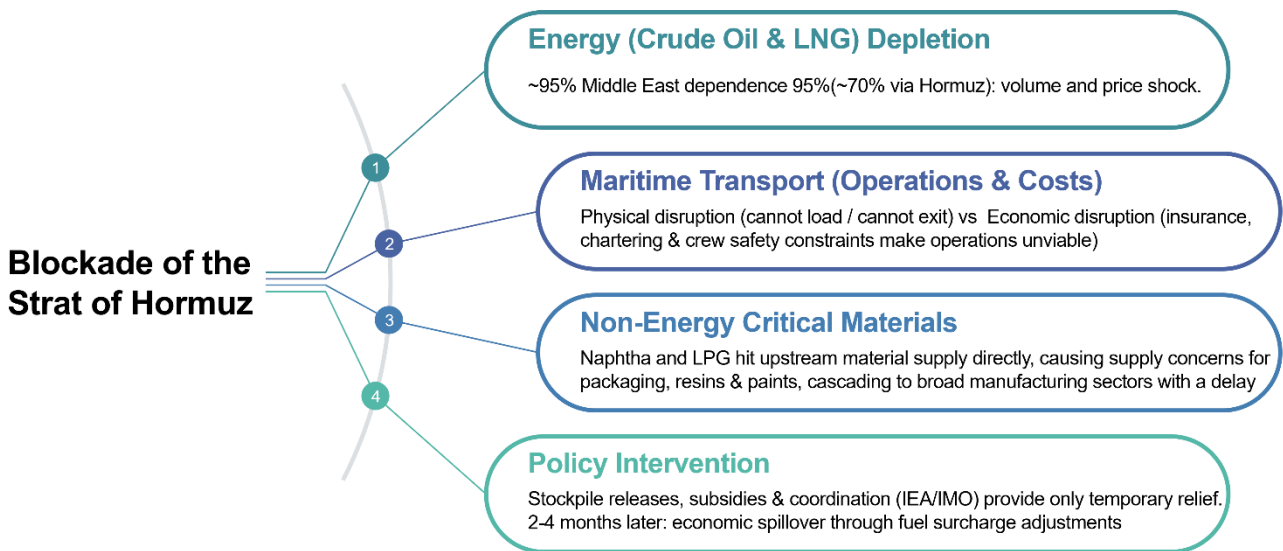 Energy (Crude Oil & LNG) Depletion
~95% Middle East dependence 95%(~70% via Hormuz): volume and price shock.
1
Maritime Transport (Operations & Costs)
Physical disruption (cannot load / cannot exit) vs Economic disruption (insurance,
chartering & crew safety constraints make operations unviable)
2
Blockade of the
Strat of Hormuz
3
Non-Energy Critical Materials
Naphtha and LPG hit upstream material supply directly, causing supply concerns for
packaging, resins & paints, cascading to broad manufacturing sectors with a delay
4
Policy Intervention
Stockpile releases, subsidies & coordination (IEA/IMO) provide only temporary relief.
2-4 months later: economic spillover through fuel surcharge adjustments